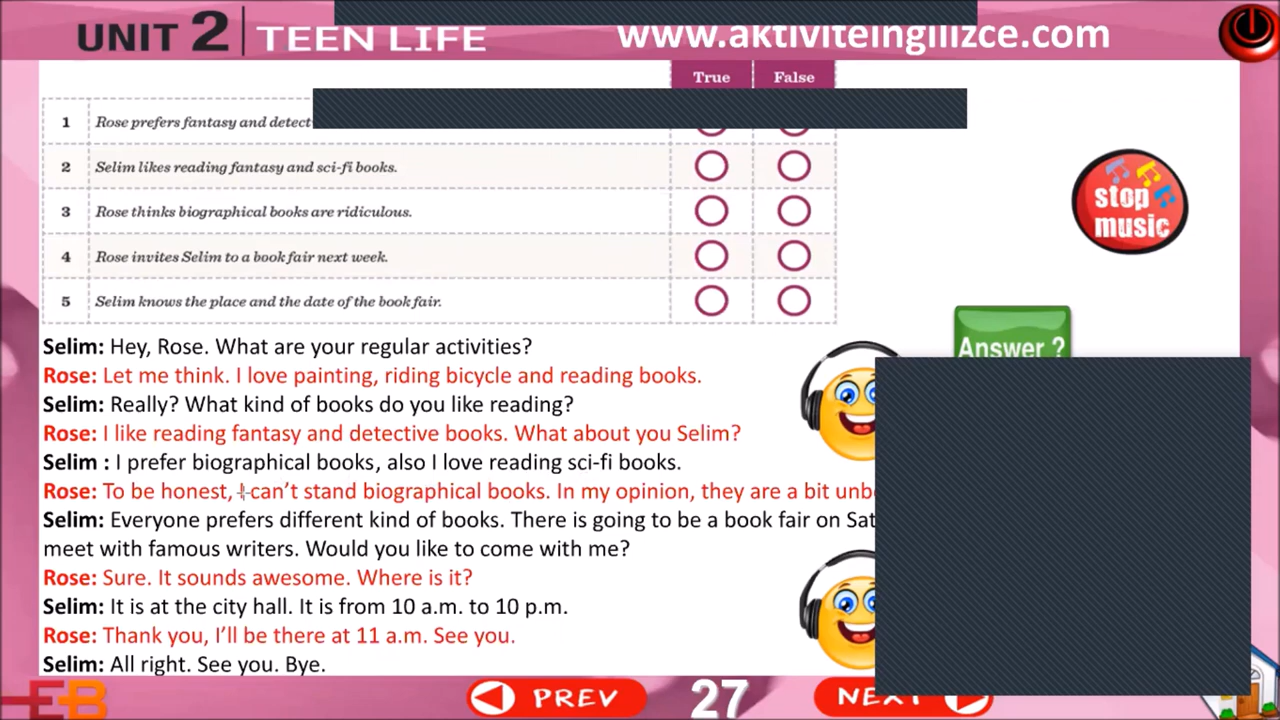 UNIT 2 TEEN LIFE www.aktiviteingilizce.com
True False
1 Rose prefers fantasy and
2 Selim likes reading fantasy and sci-fi books.
3 Rose thinks biographical books are ridiculous.
4 Rose invites Selim to a book fair next week.
5 Selim knows the place and the date of the book fair.
stop
music
Answer ?
Selim: Hey, Rose. What are your regular activities?
Rose: Let me think. I love painting, riding bicycle and reading books.
Selim: Really? What kind of books do you like reading?
Rose: I like reading fantasy and detective books. What about you Selim?
Selim : I prefer biographical books, also I love reading sci-fi books.
Rose: To be honest, I can't stand biographical books. In my opinion, they are a bit
Selim: Everyone prefers different kind of books. There is going to be a book fair on
meet with famous writers. Would you like to come with me?
Rose: Sure. It sounds awesome. Where is it?
Selim: It is at the city hall. It is from 10 a.m. to 10 p.m.
Rose: Thank you, I'll be there at 11 a.m. See you.
Selim: All right. See you. Bye.
EB PREV 27 NEXT